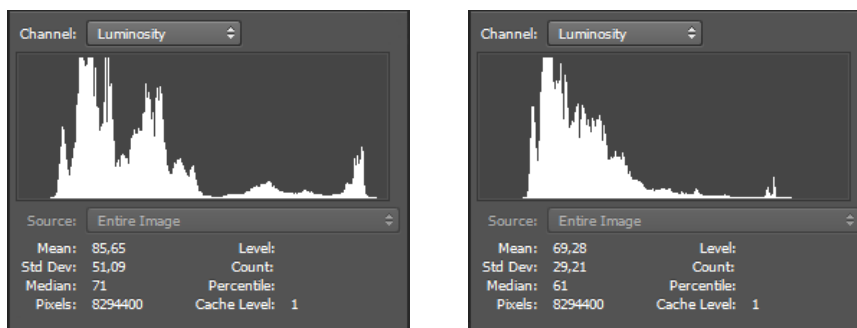 Channel: Luminosity
Source: Entire Image
Mean: 85,65 Level:
Std Dev: 51,09 Count:
Median: 71 Percentile:
Pixels: 8294400 Cache Level: 1
Channel: Luminosity
Source: Entire Image
Mean: 69,28 Level:
Std Dev: 29,21 Count:
Median: 61 Percentile:
Pixels: 8294400 Cache Level: 1